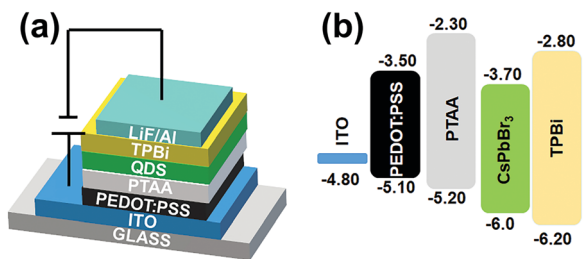 (a)
LiF/Al
TPBi
QDS
PTAA
PEDOT:PSS
ITO
GLASS
(b)
-2.30
-2.80
-3.50
-3.70
ITO
PEDOT:PSS
PTAA
CsPbBr₃
TPBi
-4.80
-5.10
-5.20
-6.0
-6.20